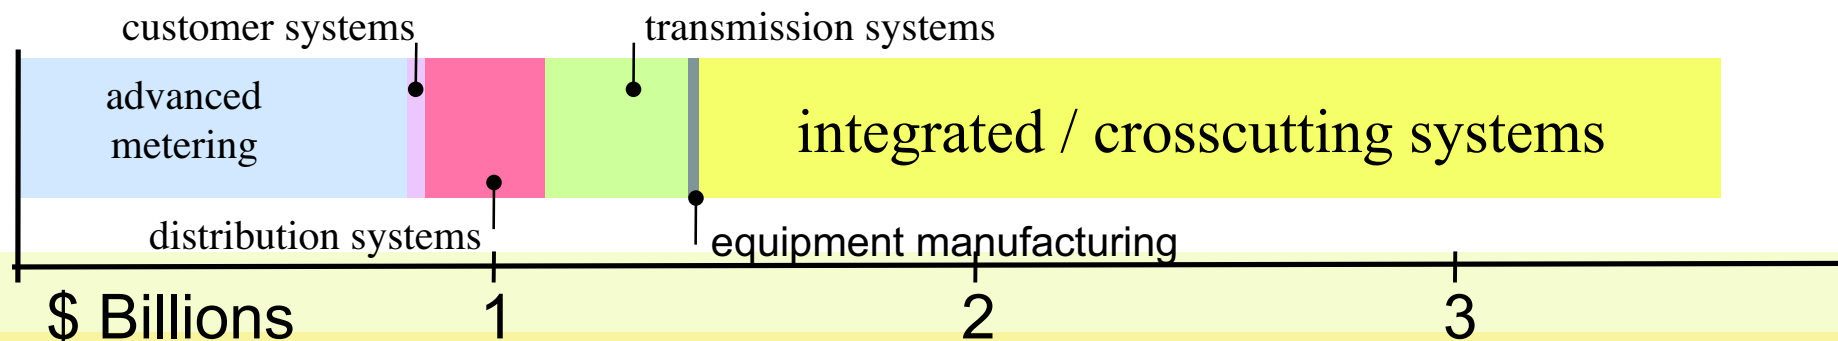 customer systems
transmission systems
advanced
metering
integrated / crosscutting systems
distribution systems
equipment manufacturing
$ Billions 1 2 3